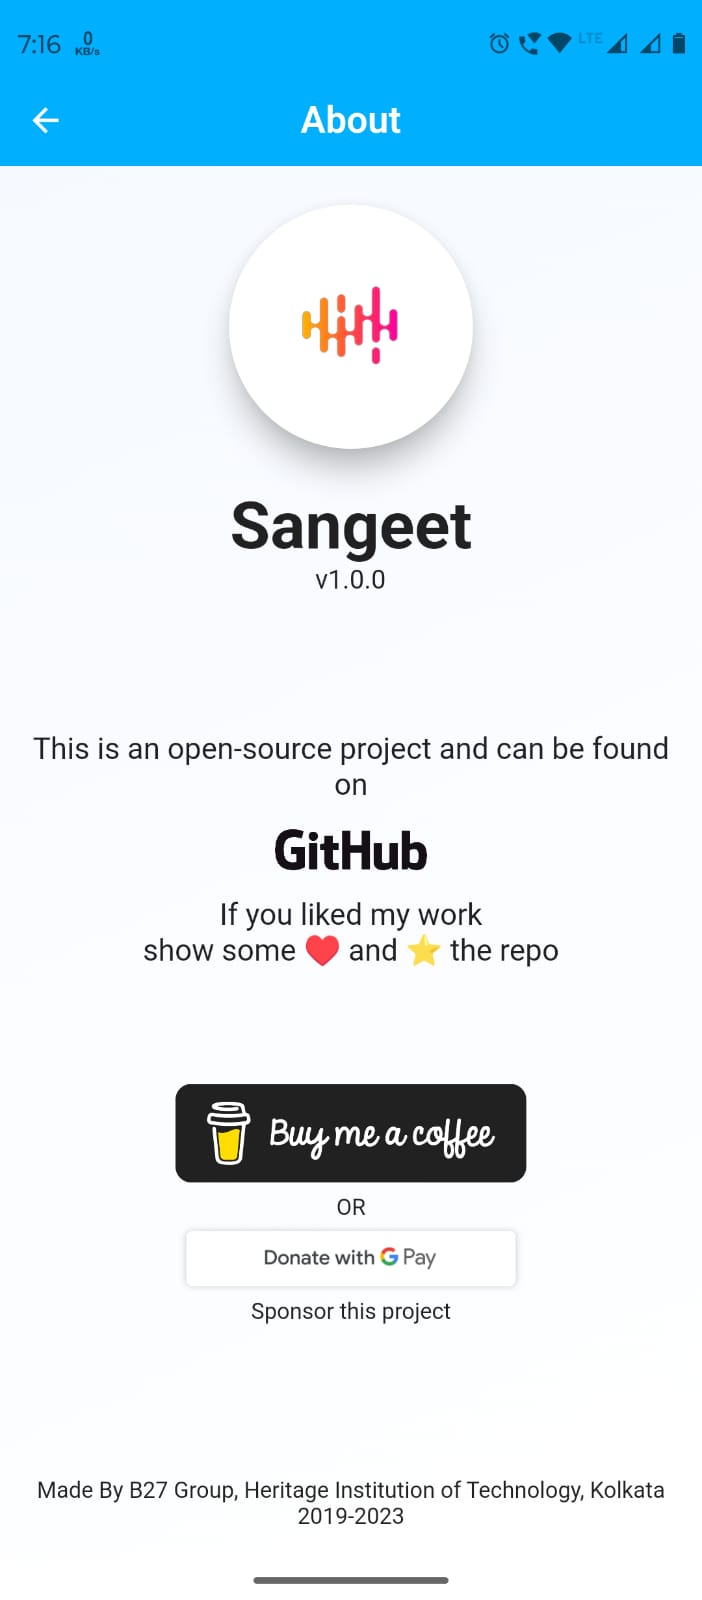 7:16 0 KB/s LTE
About
Sangeet
v1.0.0
This is an open-source project and can be found
on
GitHub
If you liked my work
show some ❤️ and ⭐ the repo
Buy me a coffee
OR
Donate with G Pay
Sponsor this project
Made By B27 Group, Heritage Institution of Technology, Kolkata
2019-2023